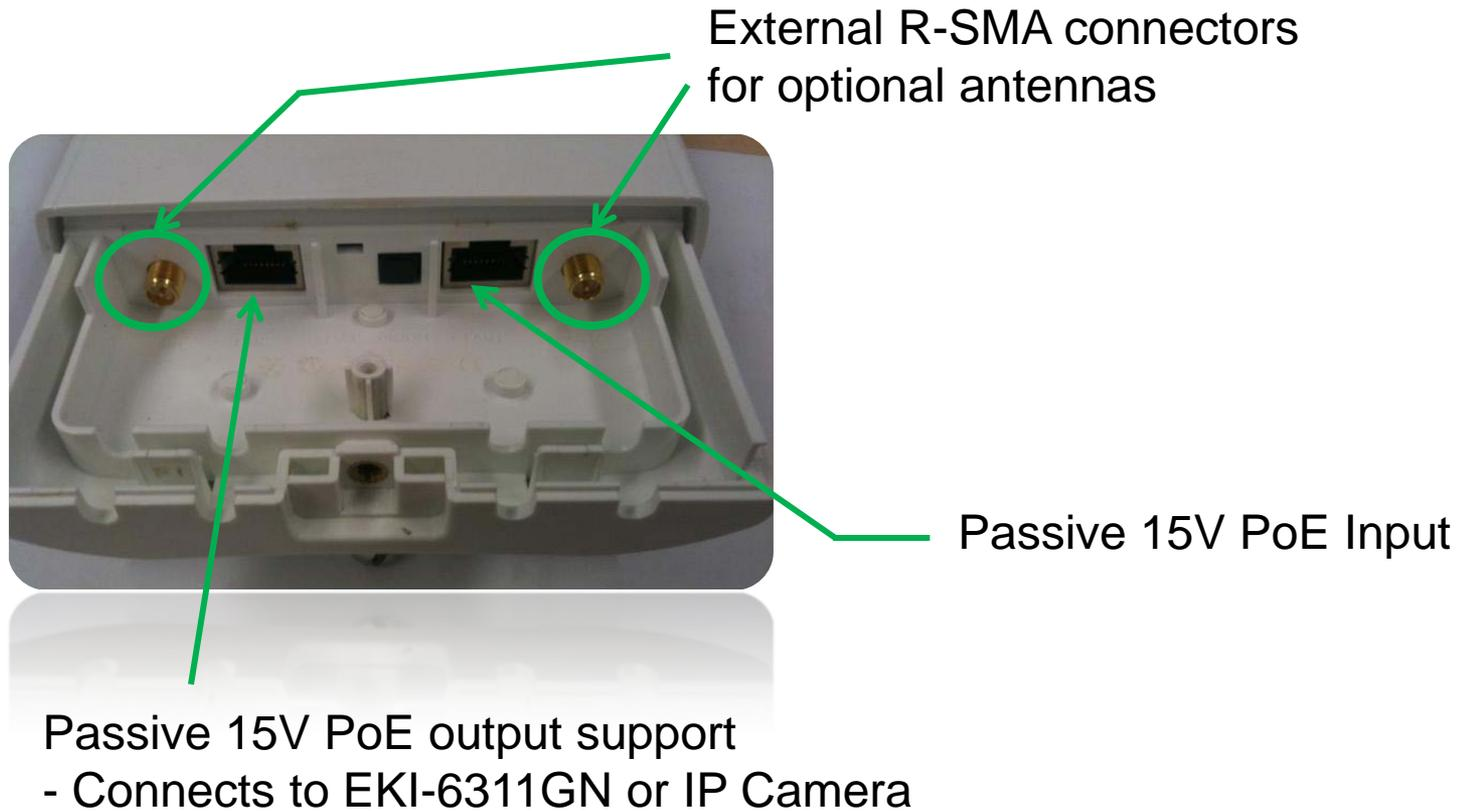 External R-SMA connectors
for optional antennas
Passive 15V PoE Input
Passive 15V PoE output support
- Connects to EKI-6311GN or IP Camera